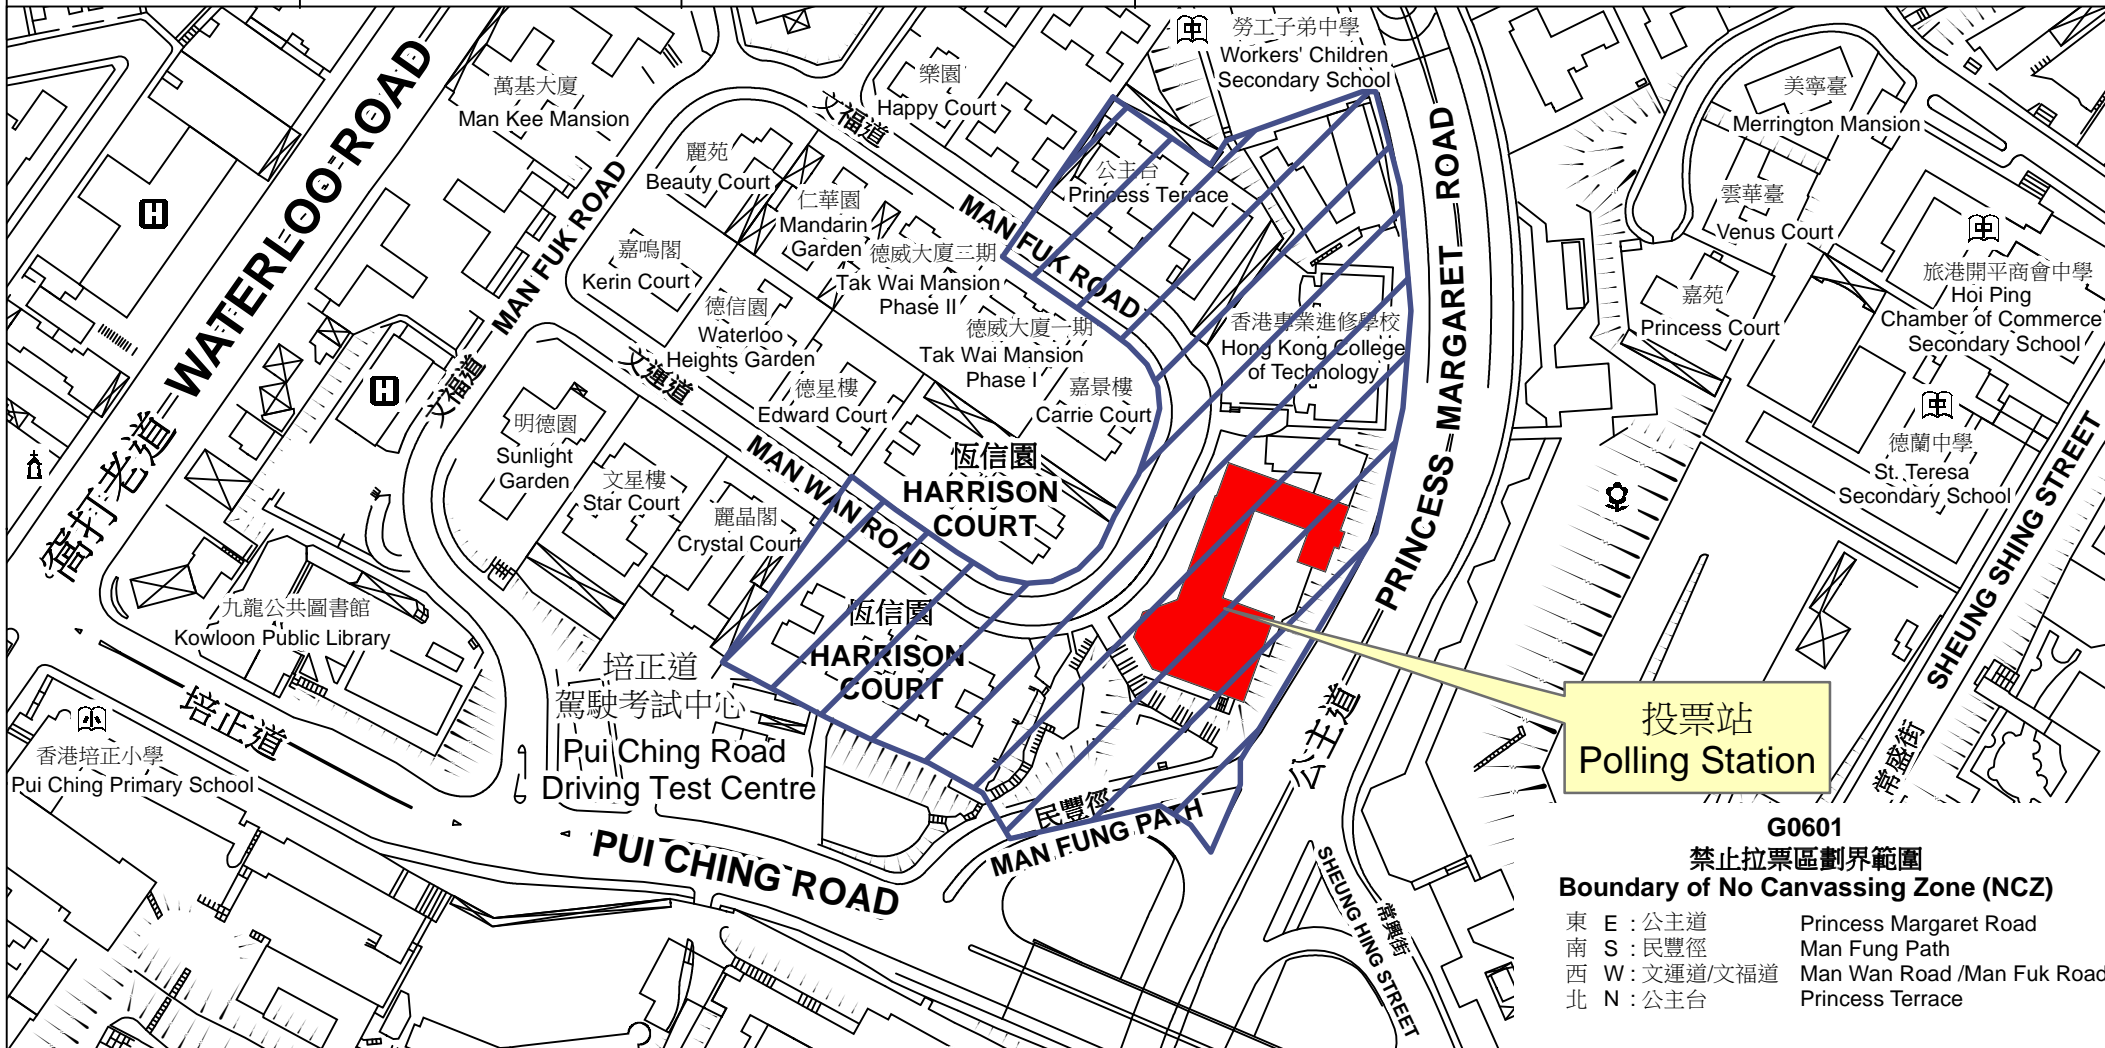 勞工子弟中學
Workers' Children
Secondary School
萬基大廈
Man Kee Mansion
樂園
Happy Court
文福道
美寧臺
Merrington Mansion
WATERLOO ROAD
窩打老道
麗苑
Beauty Court
仁華園
Mandarin
Garden
公主台
Princess Terrace
MAN FUK ROAD
雲華臺
Venus Court
嘉鳴閣
Kerin Court
MAN FUK ROAD
文福道
德威大廈三期
Tak Wai Mansion
Phase II
旅港開平商會中學
Hoi Ping
Chamber of Commerce
Secondary School
德信園
Waterloo
Heights Garden
德威大廈一期
Tak Wai Mansion
Phase I
香港專業進修學校
Hong Kong College
of Technology
嘉苑
Princess Court
PRINCESS MARGARET ROAD
公主道
文運道
MAN WAN ROAD
德星樓
Edward Court
嘉景樓
Carrie Court
明德園
Sunlight
Garden
文星樓
Star Court
麗晶閣
Crystal Court
恆信園
HARRISON
COURT
德蘭中學
St. Teresa
Secondary School
SHEUNG SHING STREET
常盛街
九龍公共圖書館
Kowloon Public Library
恆信園
HARRISON
COURT
培正道
駕駛考試中心
Pui Ching Road
Driving Test Centre
培正道
香港培正小學
Pui Ching Primary School
PUI CHING ROAD
民豐徑
MAN FUNG PATH
投票站
Polling Station
SHEUNG HING STREET
常興街
G0601
禁止拉票區劃界範圍
Boundary of No Canvassing Zone (NCZ)
東 E : 公主道 Princess Margaret Road
南 S : 民豐徑 Man Fung Path
西 W : 文運道/文福道 Man Wan Road /Man Fuk Road
北 N : 公主台 Princess Terrace